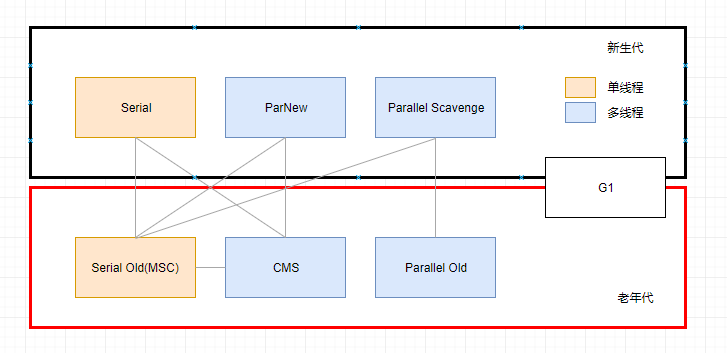 新生代
单线程
多线程
Serial
ParNew
Parallel Scavenge
G1
Serial Old(MSC)
CMS
Parallel Old
老年代